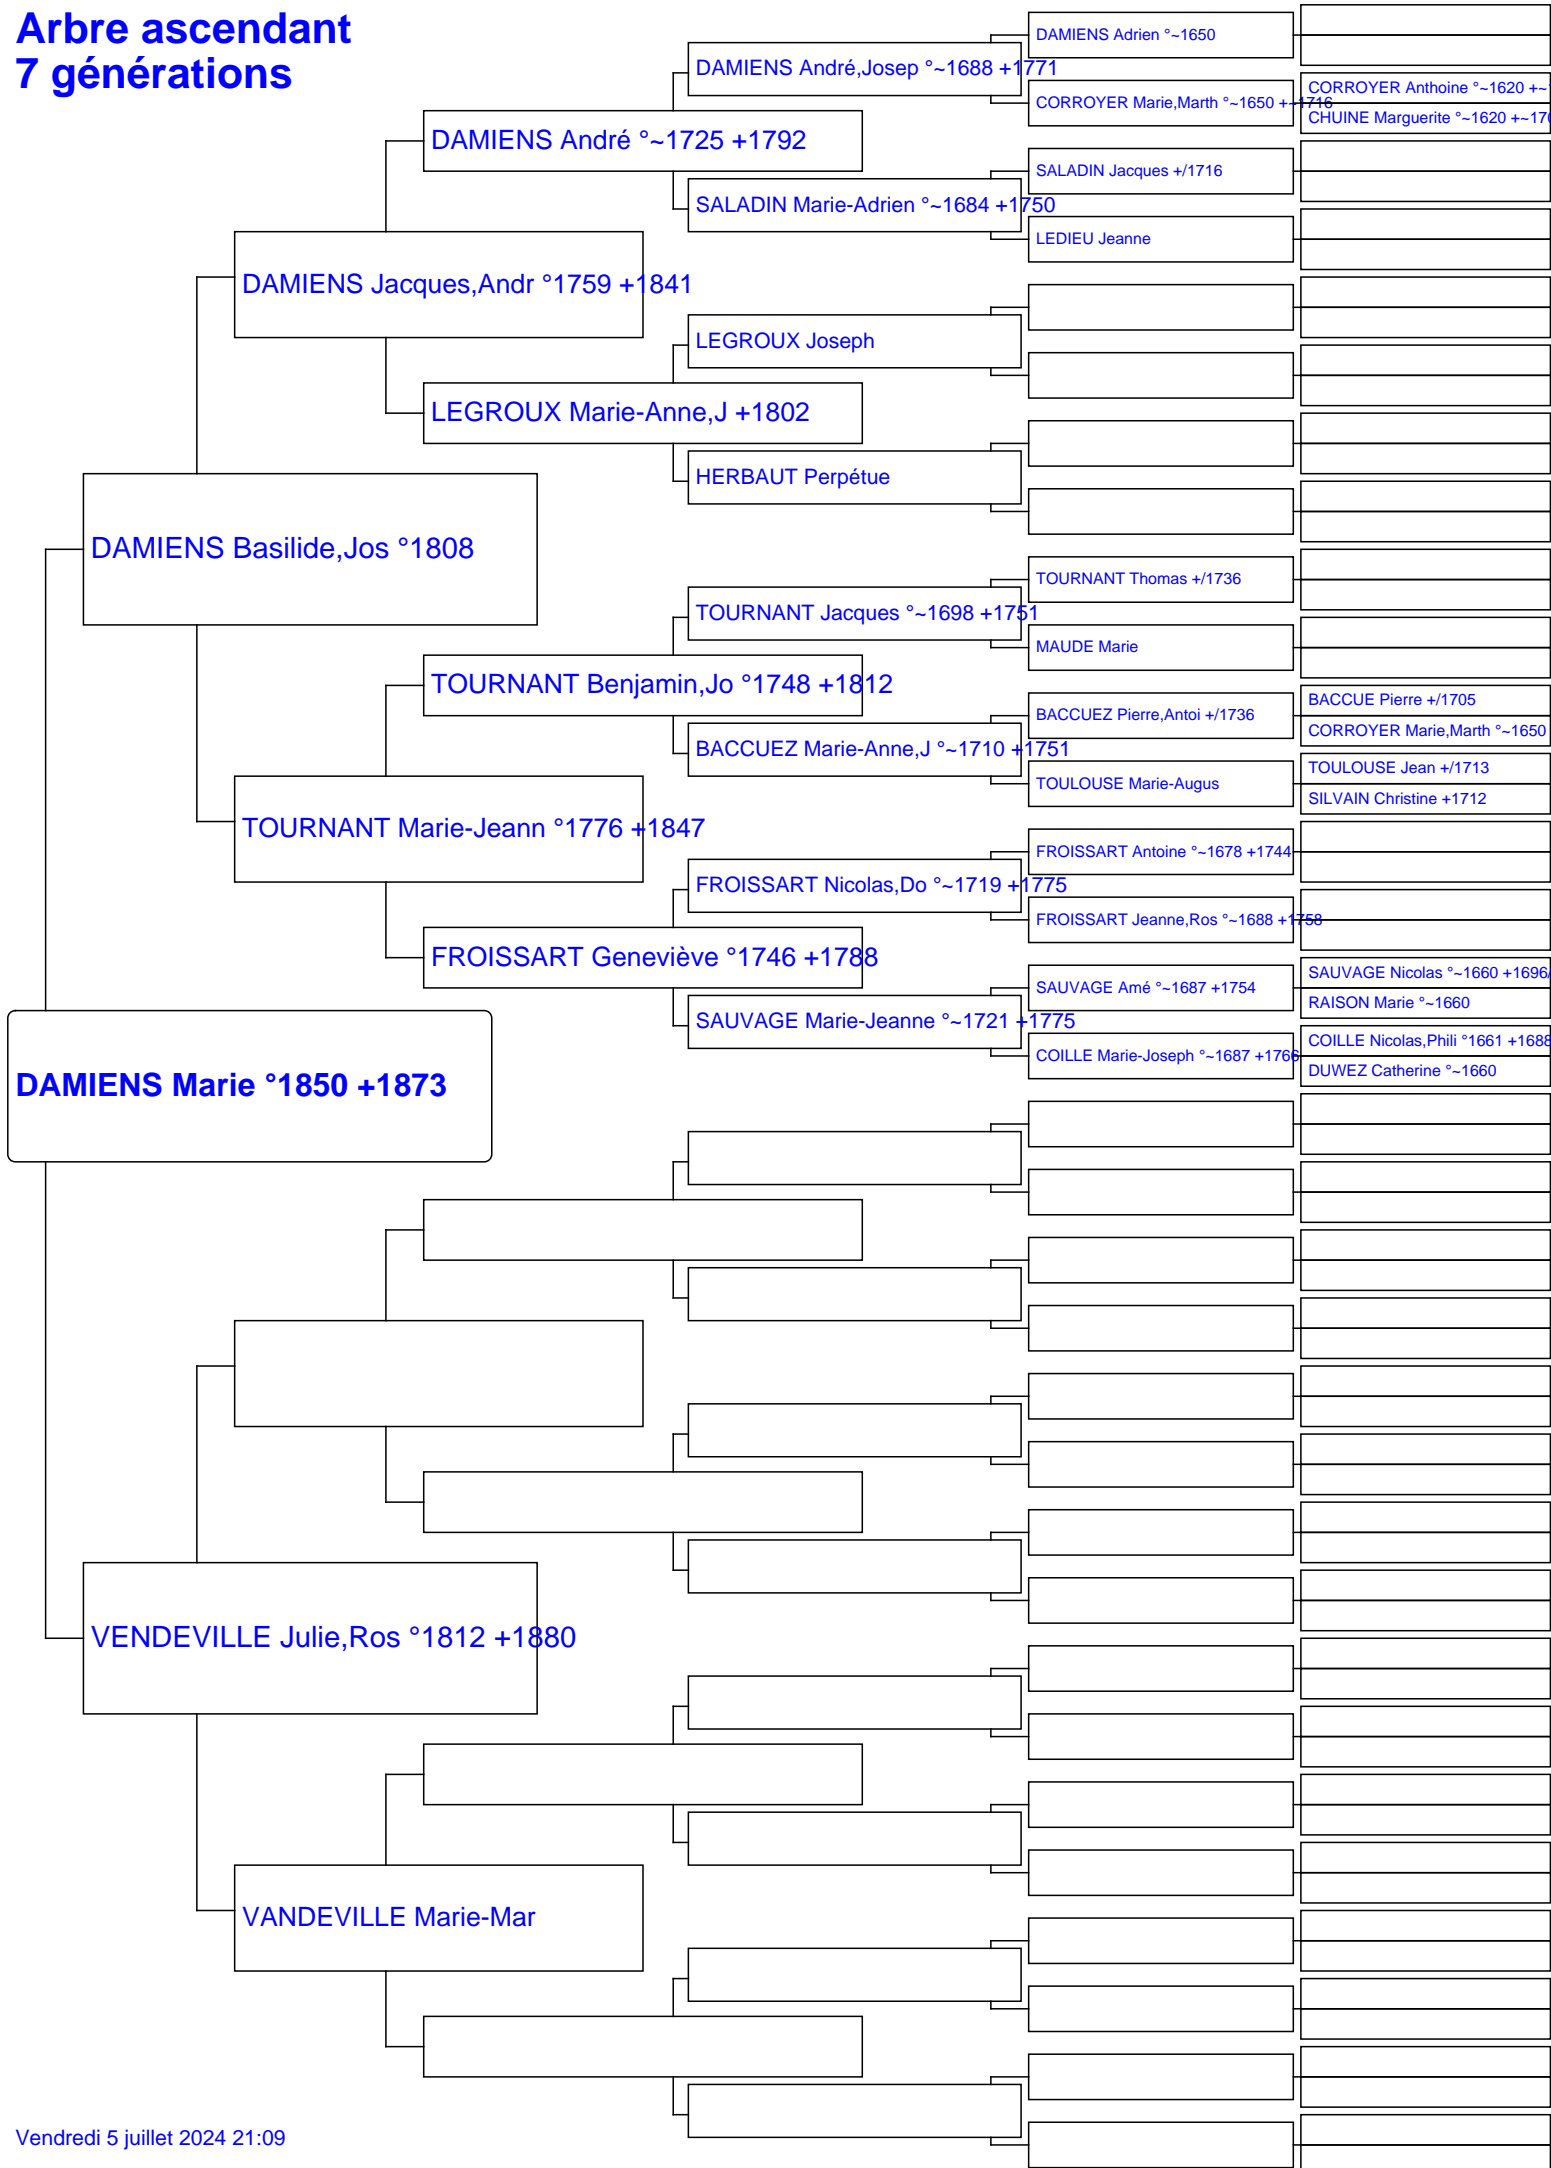 Arbre ascendant
7 générations
DAMIENS Marie °1850 +1873
DAMIENS Basilide,Jos °1808
VENDEVILLE Julie,Ros °1812 +1880
DAMIENS Jacques,Andr °1759 +1841
TOURNANT Marie-Jeann °1776 +1847
VANDEVILLE Marie-Mar
DAMIENS André °~1725 +1792
LEGROUX Marie-Anne,J +1802
TOURNANT Benjamin,Jo °1748 +1812
FROISSART Geneviève °1746 +1788
DAMIENS André,Josep °~1688 +1771
SALADIN Marie-Adrien °~1684 +1750
LEGROUX Joseph
HERBAUT Perpétue
TOURNANT Jacques °~1698 +1751
BACCUEZ Marie-Anne,J °~1710 +1751
FROISSART Nicolas,Do °~1719 +1775
SAUVAGE Marie-Jeanne °~1721 +1775
DAMIENS Adrien °~1650
CORROYER Marie,Marth °~1650 +~1716
SALADIN Jacques +/1716
LEDIEU Jeanne
TOURNANT Thomas +/1736
MAUDE Marie
BACCUEZ Pierre,Antoi +/1736
TOULOUSE Marie-Augus
FROISSART Antoine °~1678 +1744
FROISSART Jeanne,Ros °~1688 +1758
SAUVAGE Amé °~1687 +1754
COILLE Marie-Joseph °~1687 +1766
CORROYER Anthoine °~1620 +~
CHUINE Marguerite °~1620 +~170
BACCUE Pierre +/1705
CORROYER Marie,Marth °~1650
TOULOUSE Jean +/1713
SILVAIN Christine +1712
SAUVAGE Nicolas °~1660 +1696/
RAISON Marie °~1660
COILLE Nicolas,Phili °1661 +1688
DUWEZ Catherine °~1660
Vendredi 5 juillet 2024 21:09